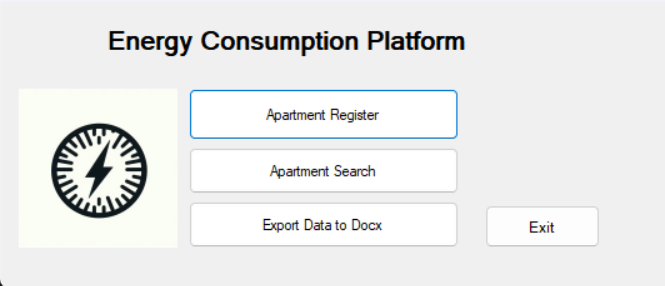 Energy Consumption Platform
Apartment Register
Apartment Search
Export Data to Docx
Exit